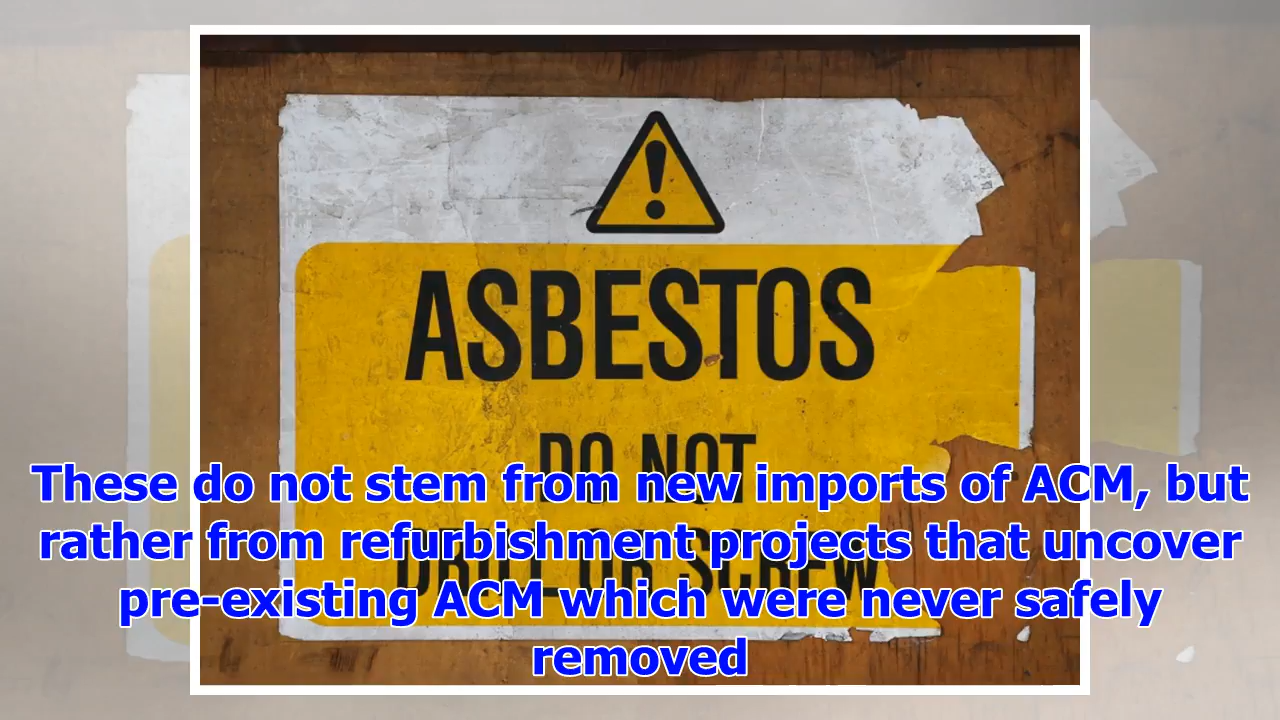 ASBESTOS
DO NOT
DRILL OR SCREW
These do not stem from new imports of ACM, but
rather from refurbishment projects that uncover
pre-existing ACM which were never safely
removed